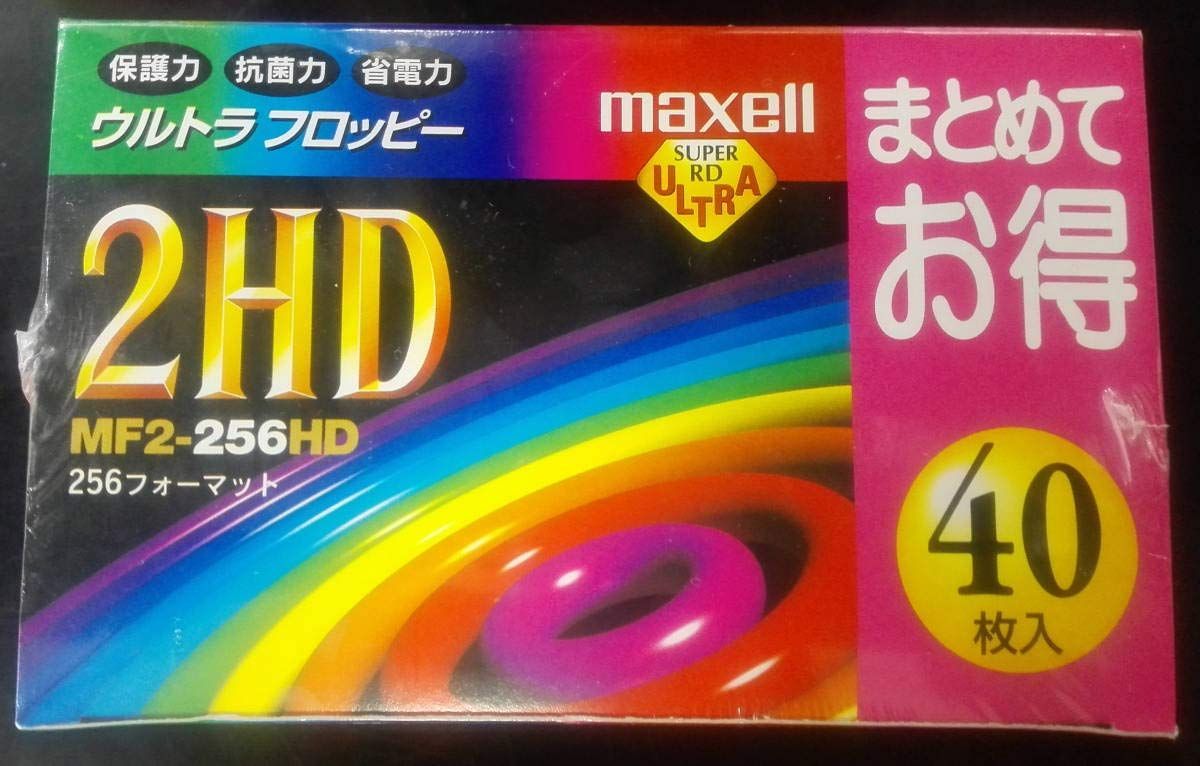 保護力 抗菌力 省電力
ウルトラ フロッピー
maxell
SUPER
RD
ULTRA
2HD
MF2-256HD
256フォーマット
まとめて
お得
40
枚入